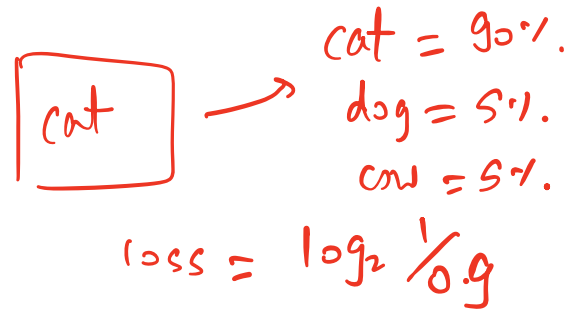 cat = 90%.
cat
dog = 5%.
cow = 5%.
loss = log₂ 1/0.9